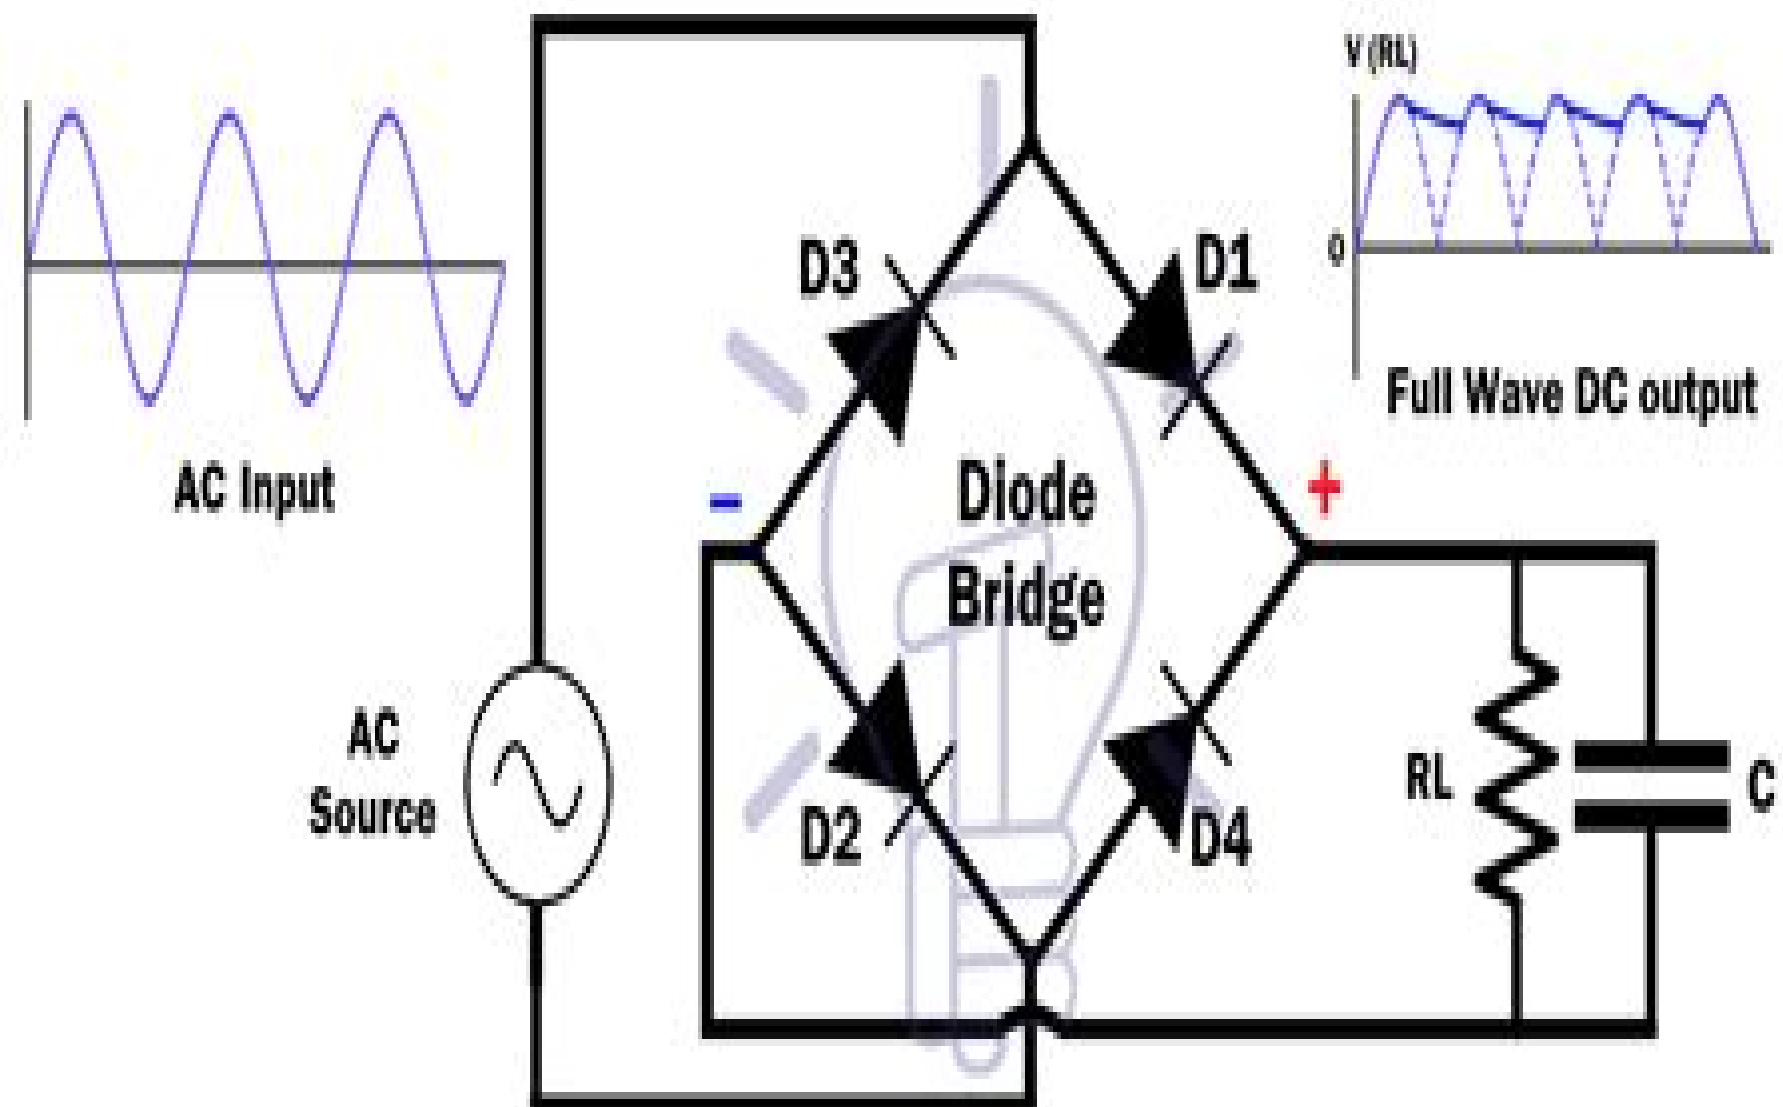 V (RL)
0
Full Wave DC output
AC Input
D3
D1
-
+
Diode
Bridge
AC
Source
D2
D4
RL
C